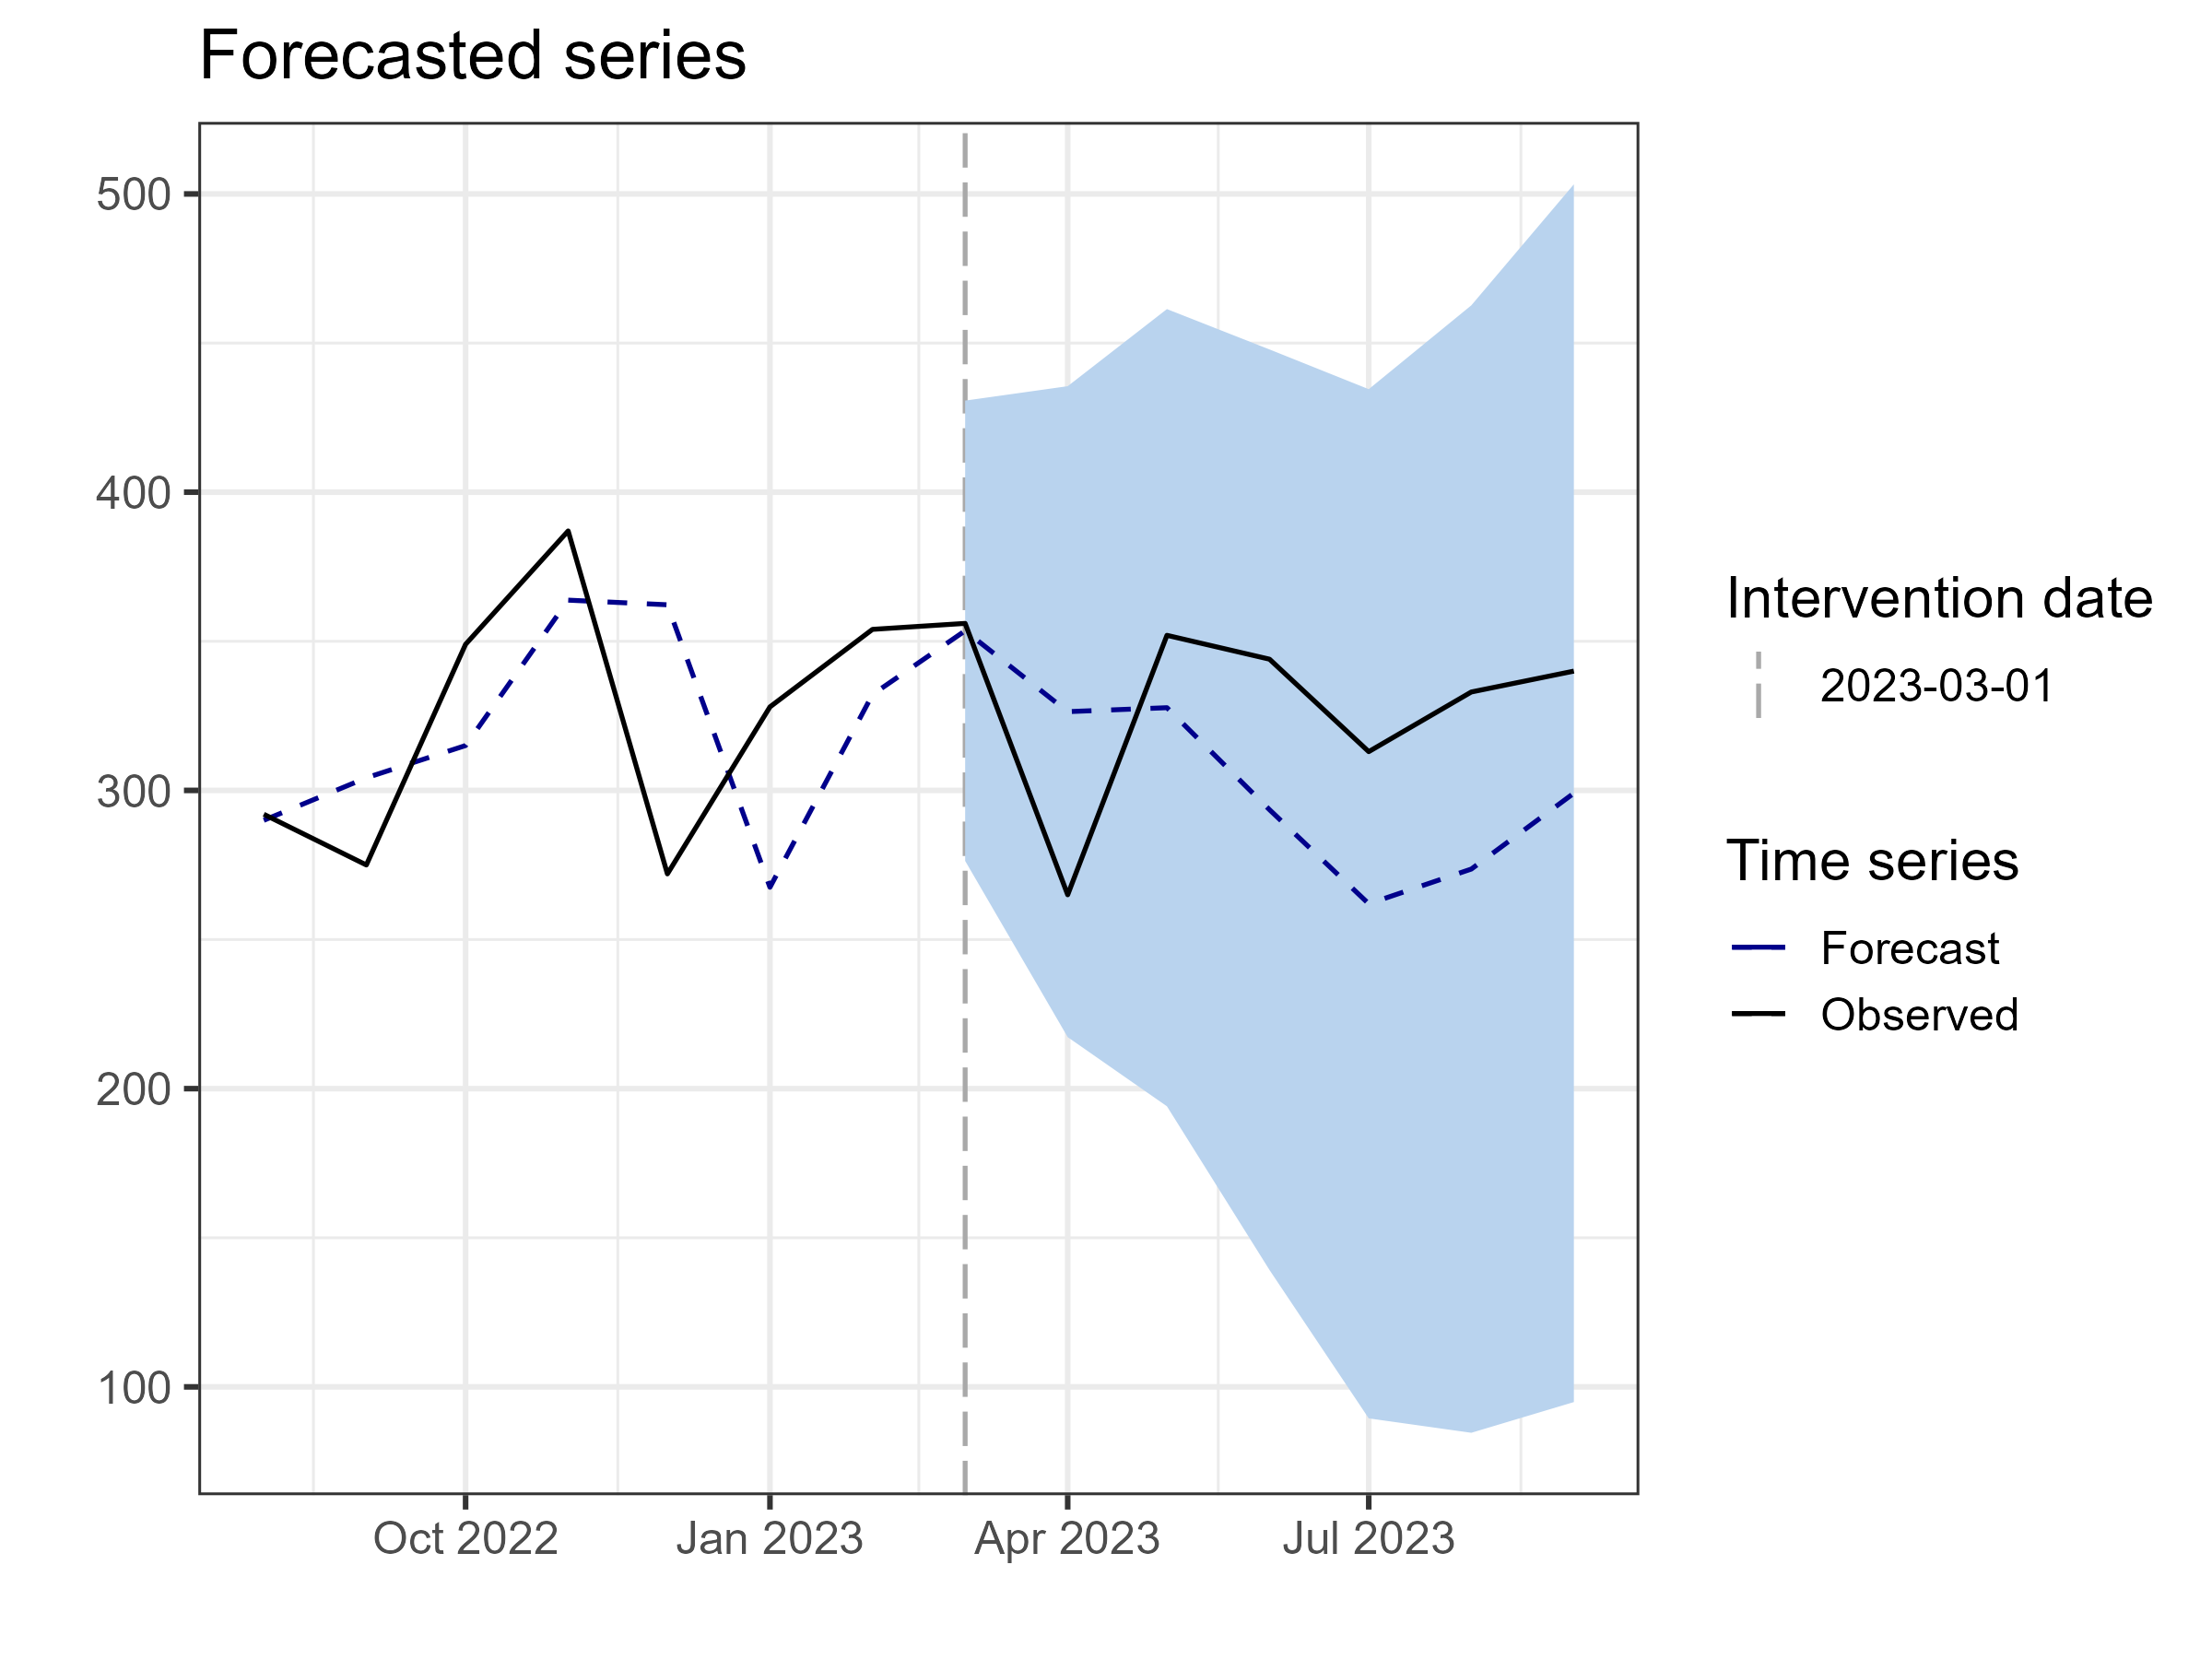 Forecasted series
500
400
300
200
100
Oct 2022
Jan 2023
Apr 2023
Jul 2023
Intervention date
2023-03-01
Time series
Forecast
Observed